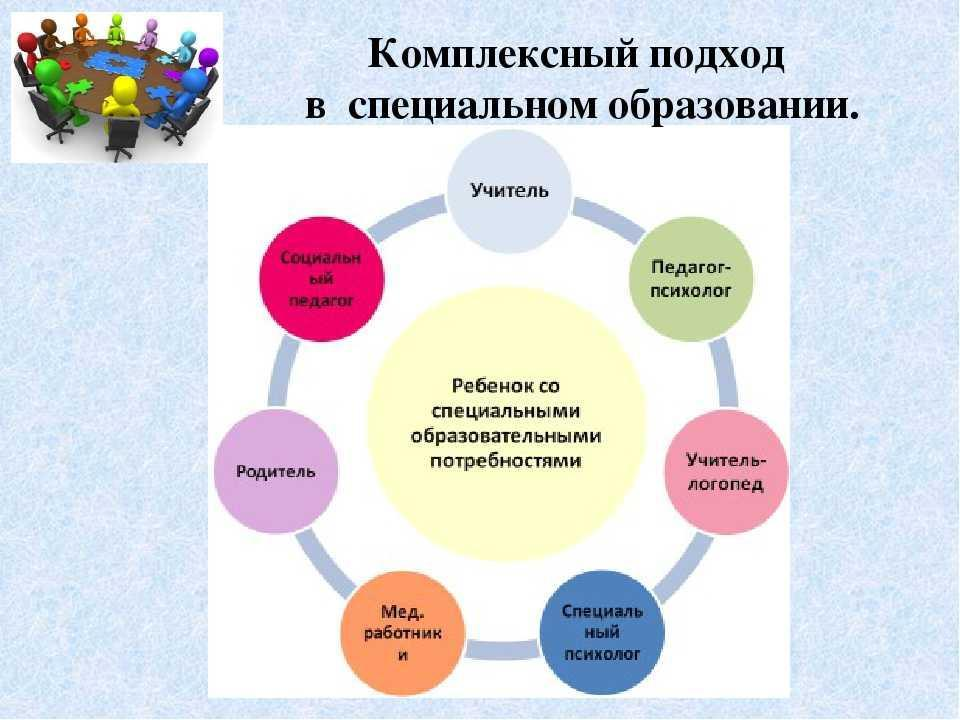 Комплексный подход
в специальном образовании.
Учитель
Педагог-
психолог
Учитель-
логопед
Специаль
ный
психолог
Мед.
работник
и
Родитель
Социальн
ый
педагог
Ребенок со
специальными
образовательными
потребностями